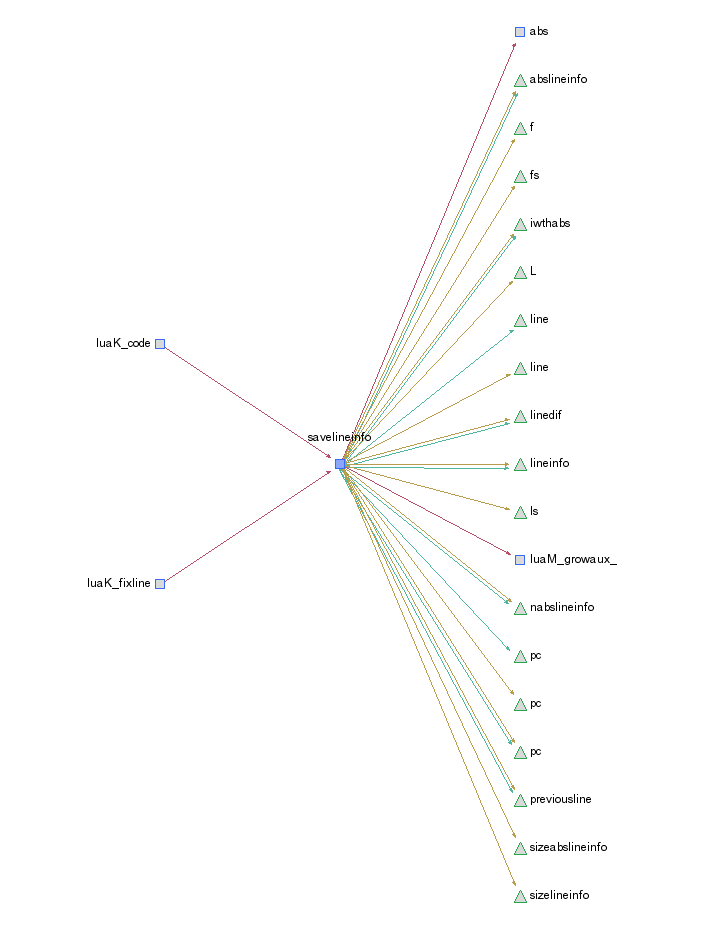 abs
abslineinfo
f
fs
iwthabs
L
line
luaK_code
line
linedif
savelineinfo
lineinfo
ls
luaM_growaux_
luaK_fixline
nabslineinfo
pc
pc
pc
previousline
sizeabslineinfo
sizelineinfo